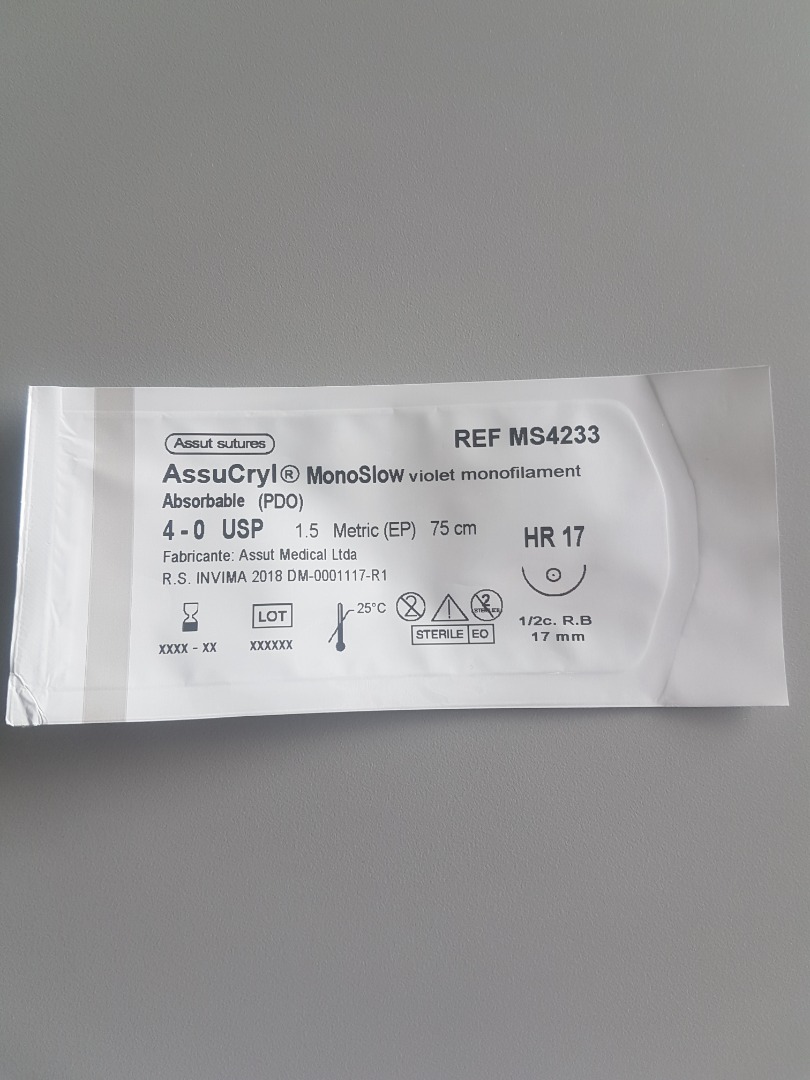 Assut sutures
REF MS4233
AssuCryl® MonoSlow violet monofilament
Absorbable (PDO)
4-0 USP 1.5 Metric (EP) 75 cm
HR 17
Fabricante: Assut Medical Ltda
R.S. INVIMA 2018 DM-0001117-R1
LOT
25°C
2
2
STERILIZE
STERILE EO
1/2c. R.B
17 mm
XXXX - XX
XXXXXX